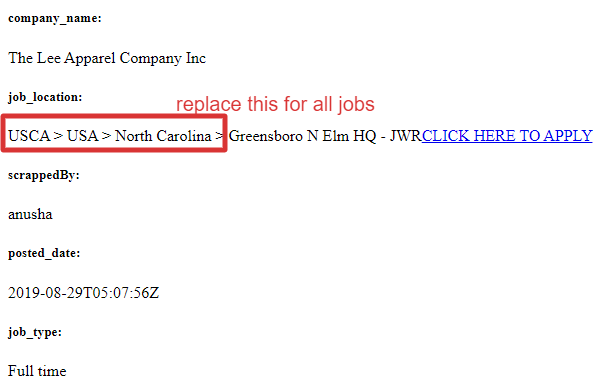 company_name:
The Lee Apparel Company Inc
job_location:
replace this for all jobs
USCA > USA > North Carolina > Greensboro N Elm HQ - JWRCLICK HERE TO APPLY
scrappedBy:
anusha
posted_date:
2019-08-29T05:07:56Z
job_type:
Full time